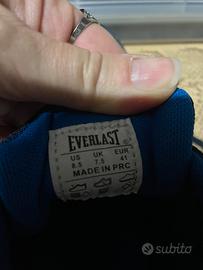 EVERLAST
US UK EUR
8.5 7.5 41
MADE IN PRC
subito